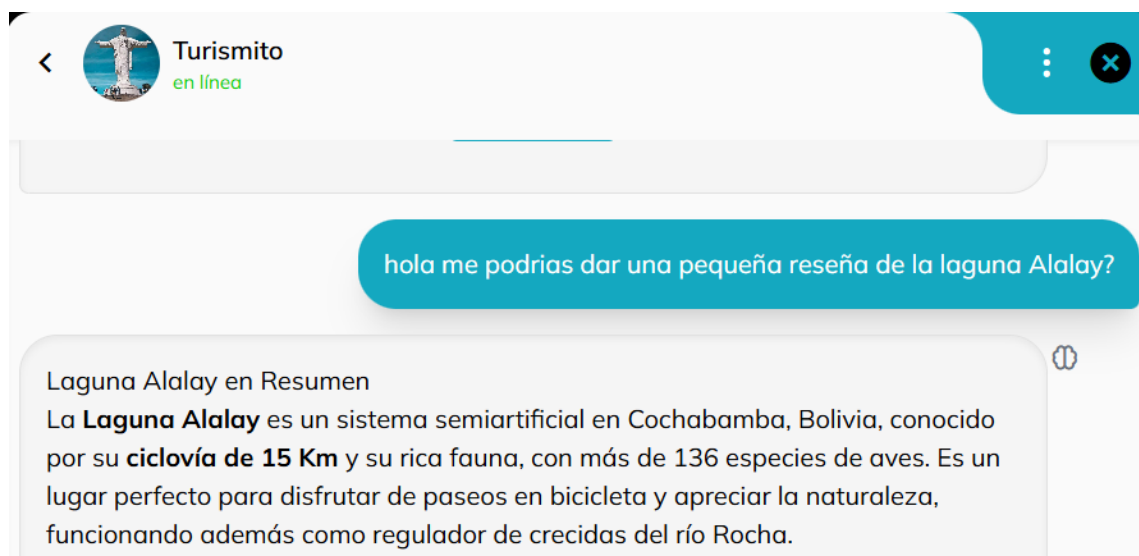 Turismito
en línea
hola me podrias dar una pequeña reseña de la laguna Alalay?
Laguna Alalay en Resumen
La Laguna Alalay es un sistema semiartificial en Cochabamba, Bolivia, conocido
por su ciclovía de 15 Km y su rica fauna, con más de 136 especies de aves. Es un
lugar perfecto para disfrutar de paseos en bicicleta y apreciar la naturaleza,
funcionando además como regulador de crecidas del río Rocha.